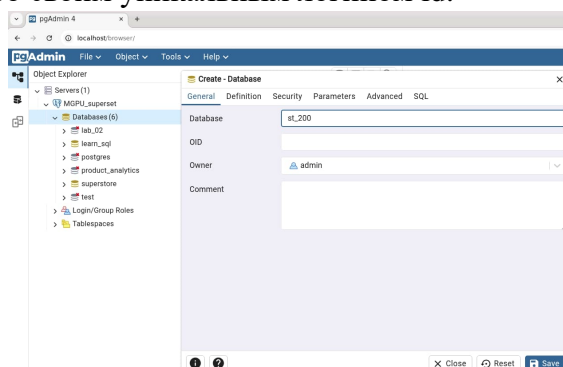 pgAdmin 4
localhost/browser/
PgAdmin File Object Tools Help
Object Explorer
Servers (1)
MGPU_superset
Databases (6)
lab_02
learn_sql
postgres
product_analytics
superstore
test
Login/Group Roles
Tablespaces
Create - Database
General Definition Security Parameters Advanced SQL
Database st_200
OID
Owner admin
Comment
Close Reset Save